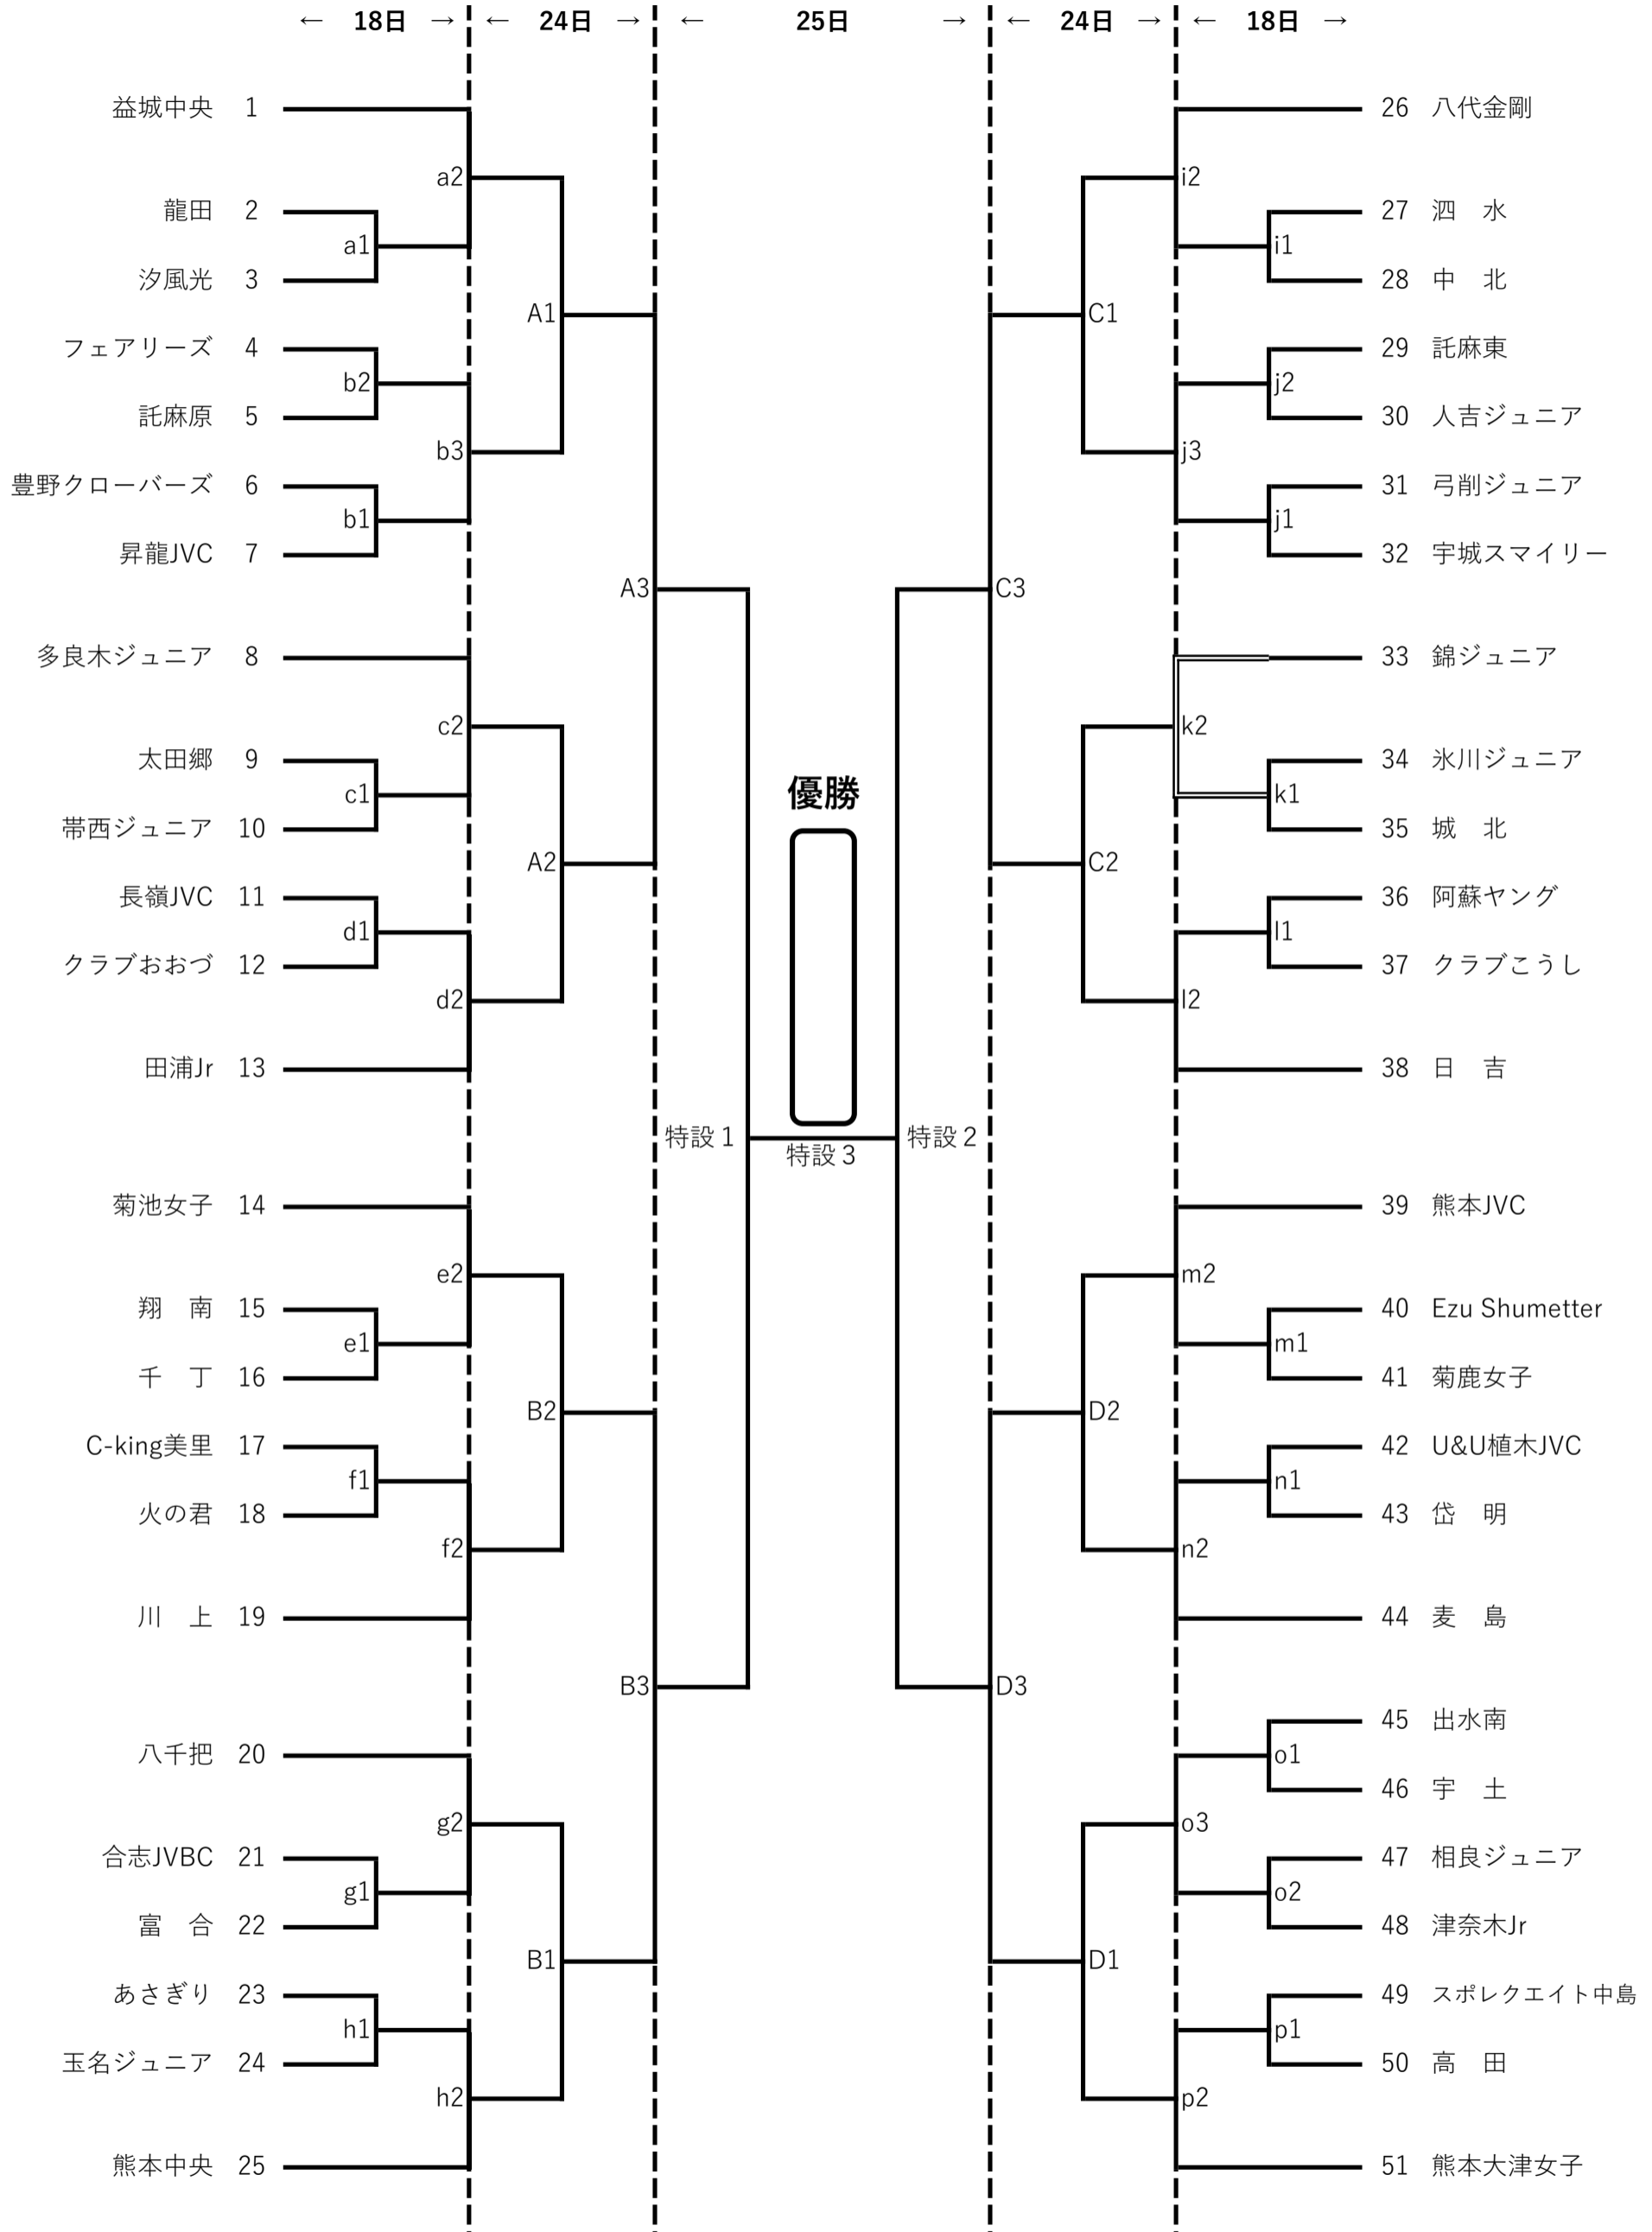 ← 18日 → ← 24日 → ← 25日 → ← 24日 → ← 18日 →
益城中央 1
26 八代金剛
a2
i2
龍田 2
27 泗　水
a1
i1
汐風光 3
28 中　北
A1
C1
フェアリーズ 4
29 託麻東
b2
j2
託麻原 5
30 人吉ジュニア
b3
j3
豊野クローバーズ 6
31 弓削ジュニア
b1
j1
昇龍JVC 7
32 宇城スマイリー
A3
C3
多良木ジュニア 8
33 錦ジュニア
c2
k2
太田郷 9
34 氷川ジュニア
優勝
c1
k1
帯西ジュニア 10
35 城　北
A2
C2
長嶺JVC 11
36 阿蘇ヤング
d1
l1
クラブおおづ 12
37 クラブこうし
d2
l2
田浦Jr 13
38 日　吉
特設1
特設2
特設3
菊池女子 14
39 熊本JVC
e2
m2
翔　南 15
40 Ezu Shumetter
e1
m1
千　丁 16
41 菊鹿女子
B2
D2
C-king美里 17
42 U&U植木JVC
f1
n1
火の君 18
43 岱　明
f2
n2
川　上 19
44 麦　島
B3
D3
45 出水南
八千把 20
o1
46 宇　土
g2
o3
合志JVBC 21
47 相良ジュニア
g1
o2
富　合 22
48 津奈木Jr
B1
D1
あさぎり 23
49 スポレクエイト中島
h1
p1
玉名ジュニア 24
50 高　田
h2
p2
熊本中央 25
51 熊本大津女子